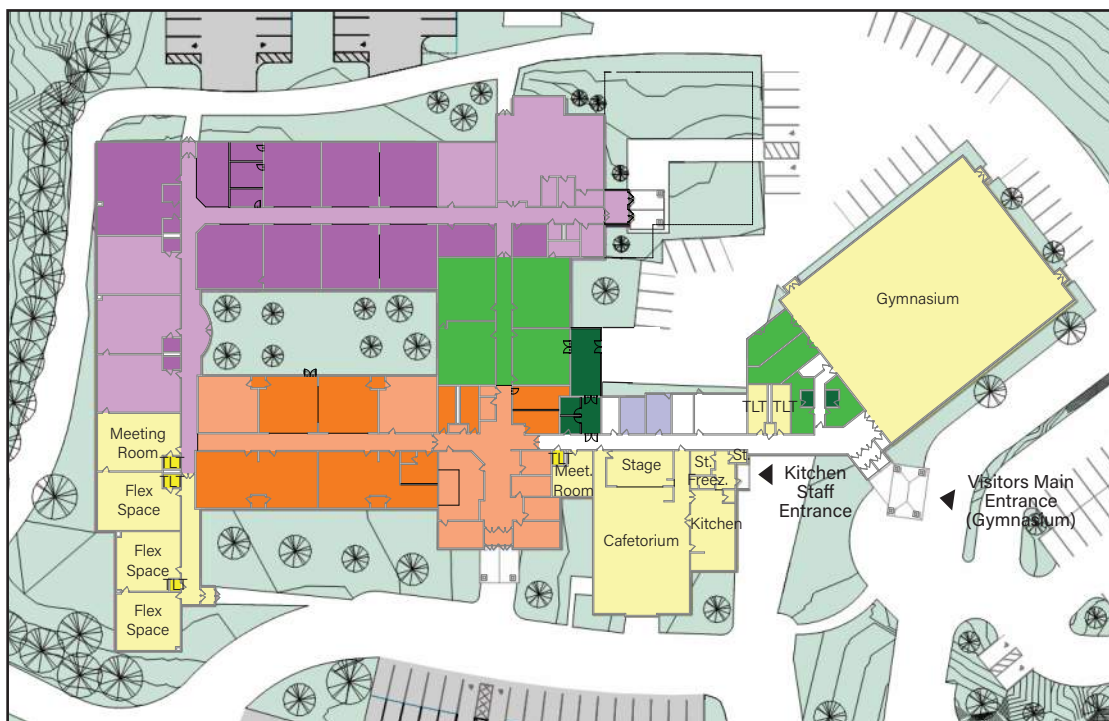 Gymnasium
TLT
TLT
Meeting
Room
TLT
TLT
Flex
Space
Meet.
Room
TLT
Stage
St.
St.
Freez.
Kitchen
Kitchen
Staff
Entrance
Visitors Main
Entrance
(Gymnasium)
Cafetorium
Flex
Space
TLT
Flex
Space